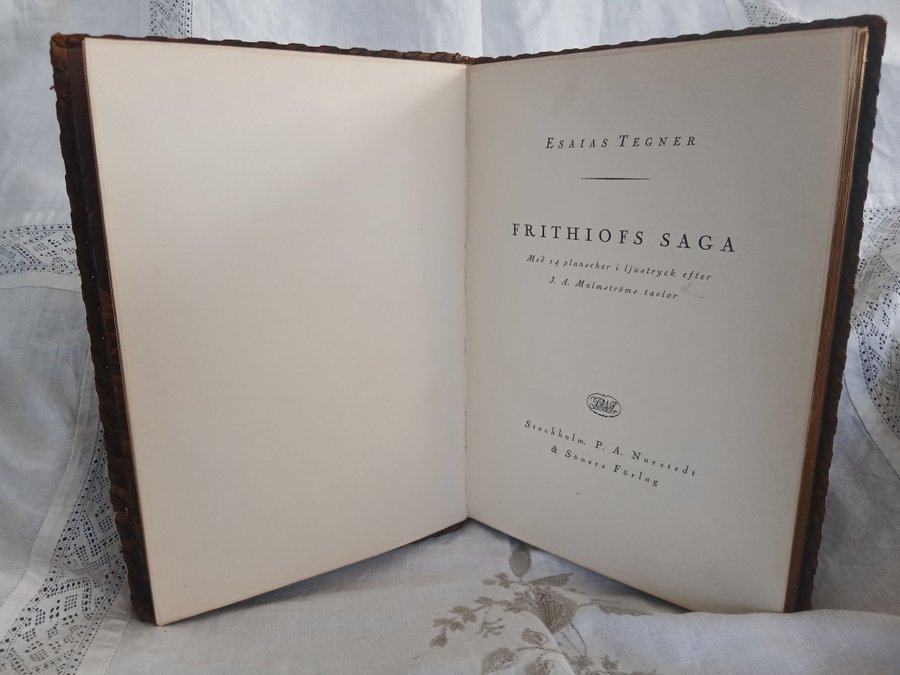 ESAIAS TEGNER
FRITHIOFS SAGA
Med 14 planscher i ljustryck efter
J. A. Malmströms tavlor
Stockholm. P. A. Norstedt
& Söners Förlag